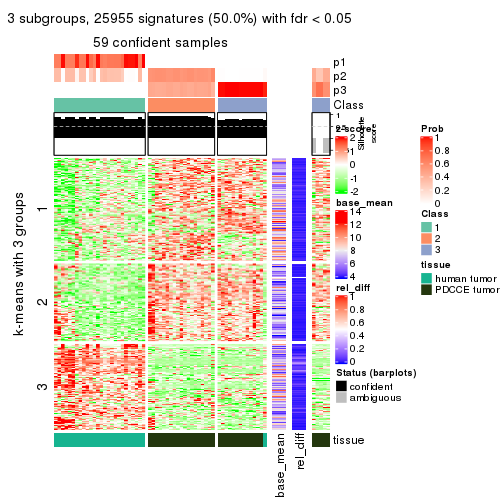 3 subgroups, 25955 signatures (50.0%) with fdr < 0.05
59 confident samples
p1
p2
p3
Class
1
0.5
0
Silhouette
score
k-means with 3 groups
1
2
3
base_mean
rel_diff
tissue
z-score
2
1
0
-1
-2
base_mean
14
12
10
8
6
4
rel_diff
1
0.8
0.6
0.4
0.2
0
Status (barplots)
confident
ambiguous
Prob
1
0.8
0.6
0.4
0.2
0
Class
1
2
3
tissue
human tumor
PDCCE tumor